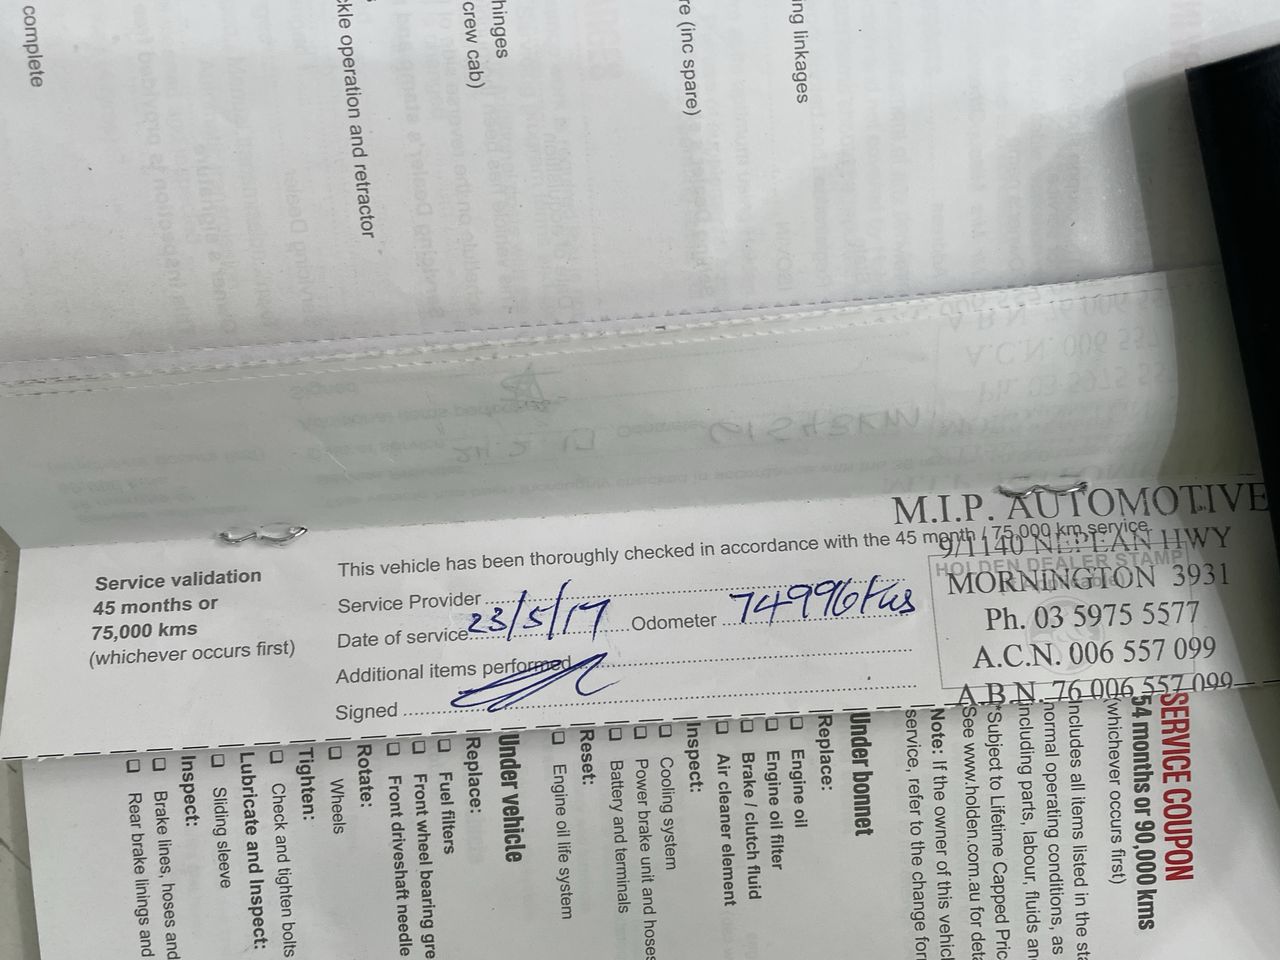 complete
ckle operation and retractor
hinges
crew cab)
re (inc spare)
ing linkages
Service validation
45 months or
75,000 kms
(whichever occurs first)
This vehicle has been thoroughly checked in accordance with the 45 month / 75,000 km service
Service Provider
Date of service 23/5/17 Odometer 74996 Kms
Additional items performed
Signed
M.I.P. AUTOMOTIVE
9/1140 NEPEAN HWY
HOLDEN DEALER STAMP
MORNINGTON 3931
Ph. 03 5975 5577
A.C.N. 006 557 099
A.B.N. 76 006 557 099
SERVICE COUPON
54 months or 90,000 kms
(whichever occurs first)
Includes all items listed in the sta
normal operating conditions, as
including parts, labour, fluids an
*Subject to Lifetime Capped Pric
See www.holden.com.au for deta
Note: If the owner of this vehicl
service, refer to the change for
Under bonnet
Replace:
Engine oil
Engine oil filter
Brake / clutch fluid
Air cleaner element
Inspect:
Cooling system
Power brake unit and hoses
Battery and terminals
Reset:
Engine oil life system
Under vehicle
Replace:
Fuel filters
Front wheel bearing gre
Front driveshaft needle
Rotate:
Wheels
Tighten:
Check and tighten bolts
Lubricate and Inspect:
Sliding sleeve
Inspect:
Brake lines, hoses and
Rear brake linings and